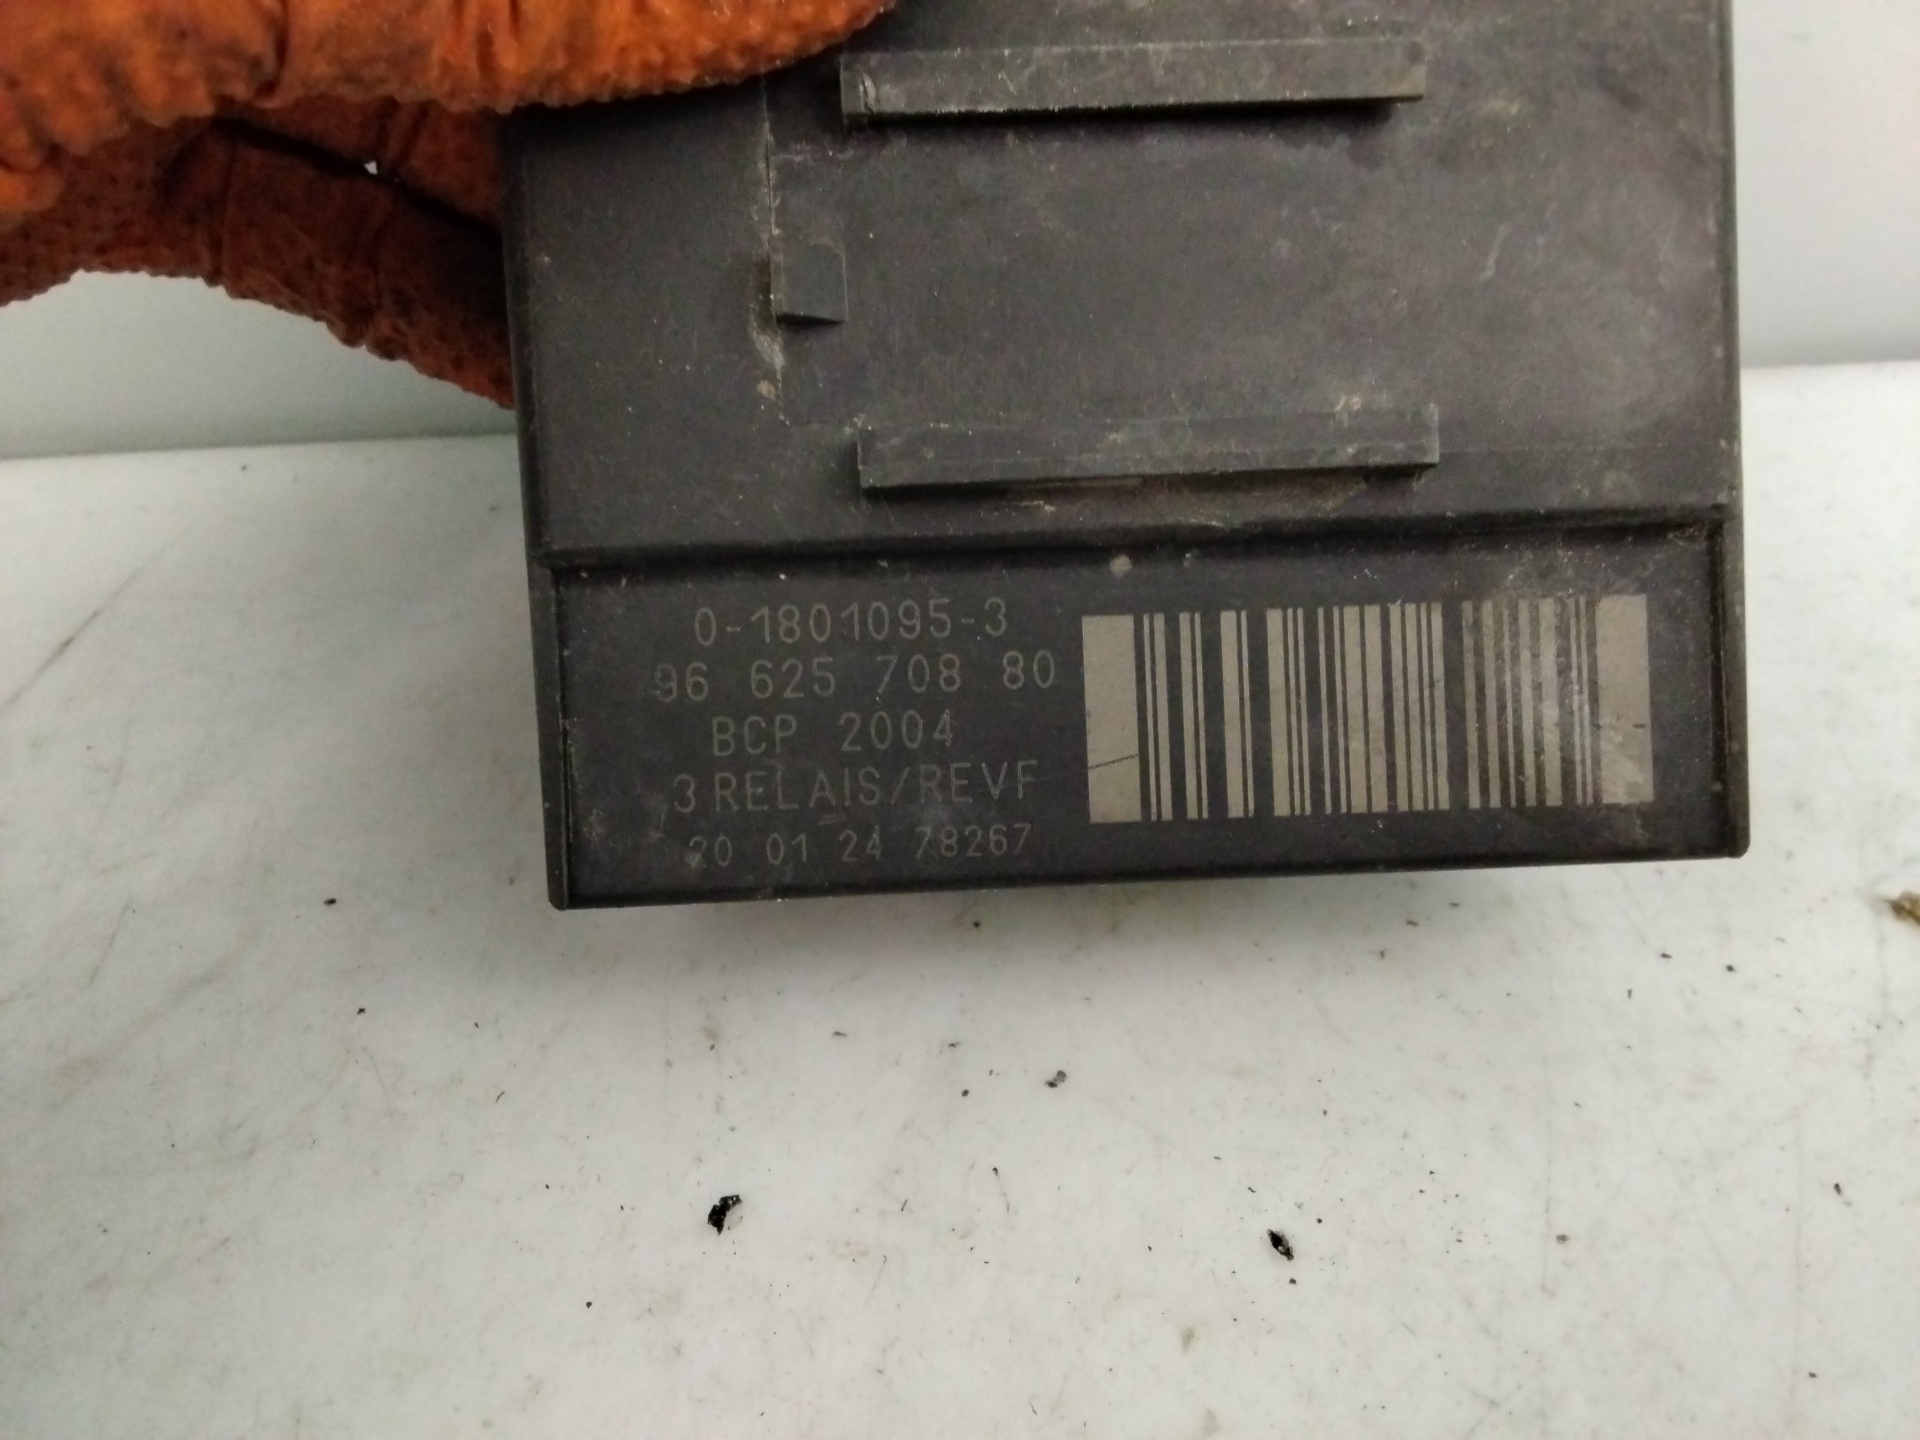 0-1801095-3
96 625 708 80
BCP 2004
3 RELAIS/REVF
20 01 24 78267